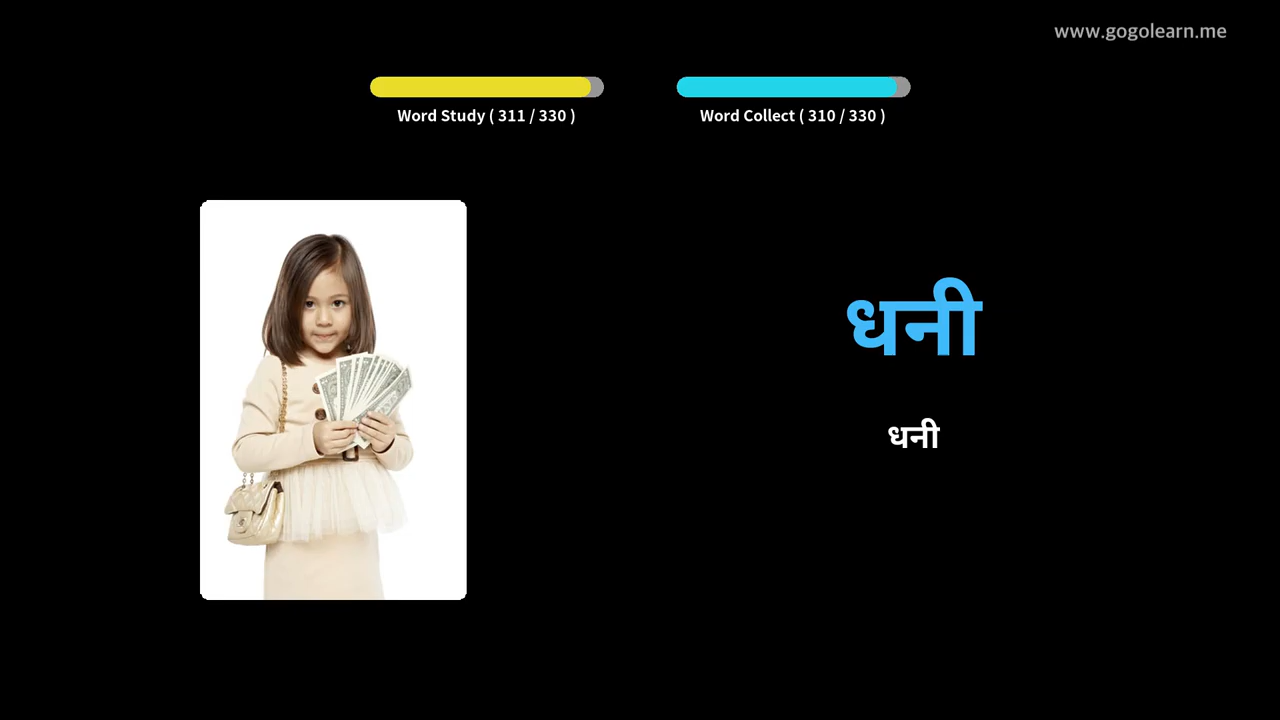 www.gogolearn.me
Word Study ( 311 / 330 )
Word Collect ( 310 / 330 )
धनी
धनी